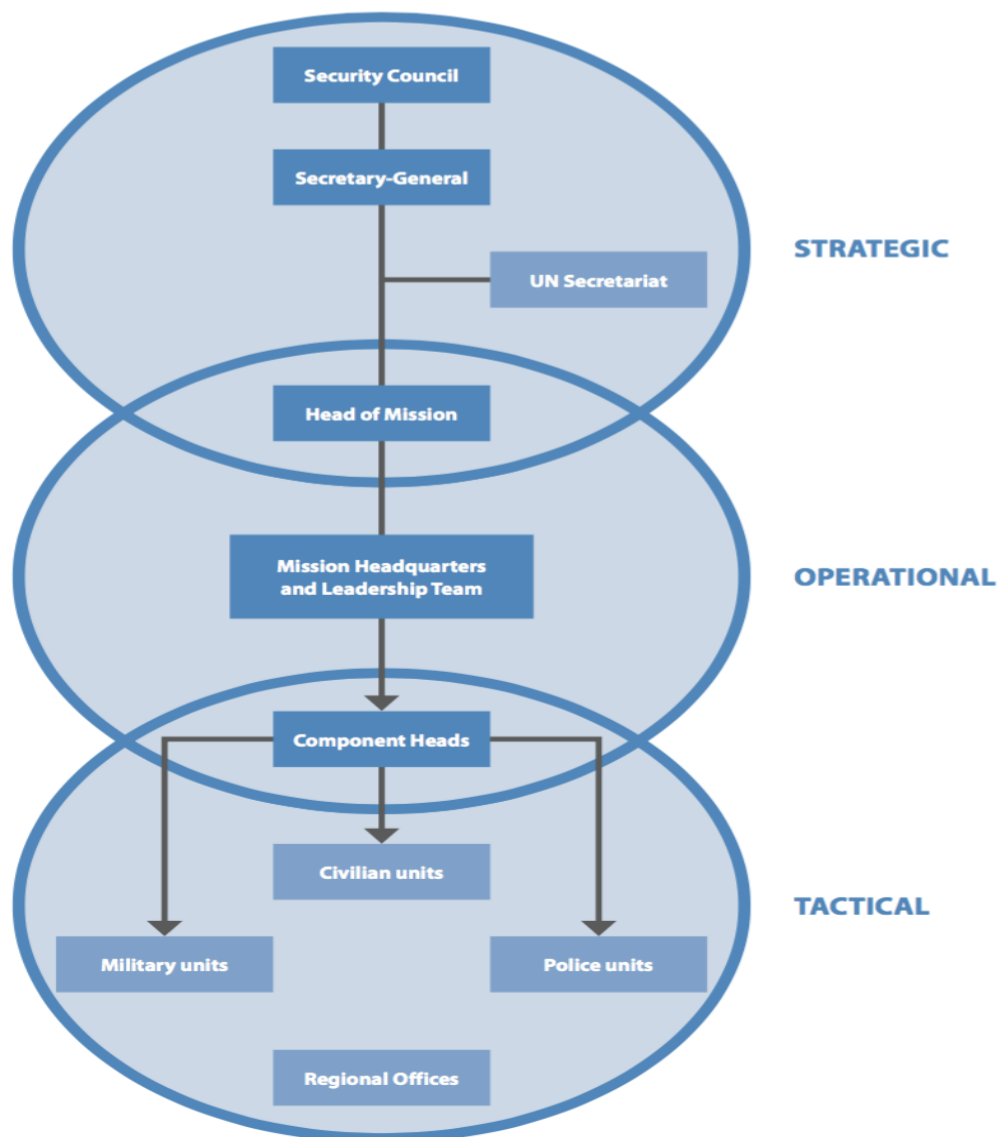 Security Council
Secretary-General
STRATEGIC
UN Secretariat
Head of Mission
Mission Headquarters
and Leadership Team
OPERATIONAL
Component Heads
Civilian units
TACTICAL
Military units
Police units
Regional Offices